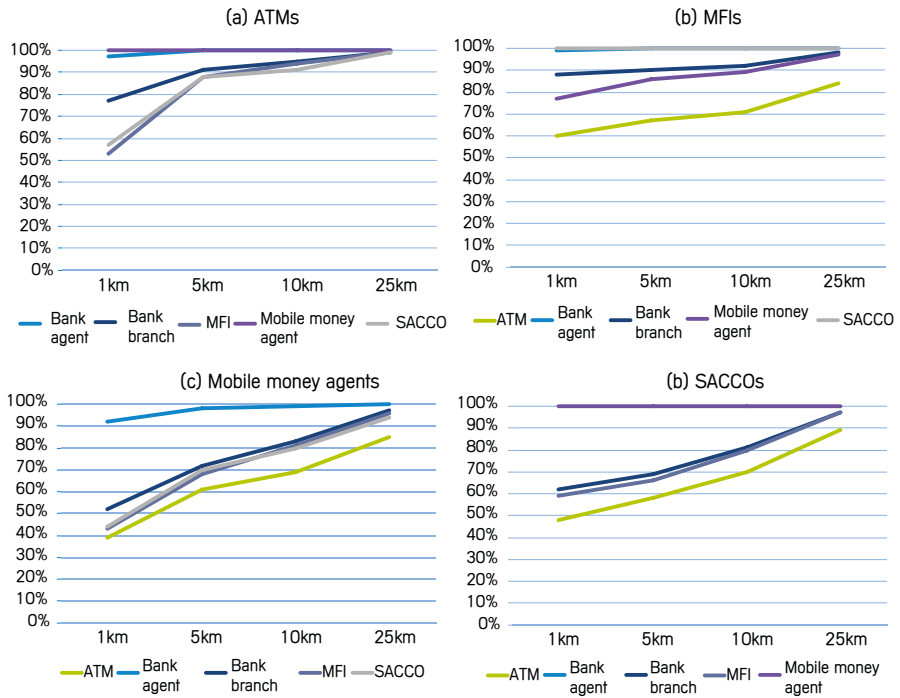 (a) ATMs
100%
90%
80%
70%
60%
50%
40%
30%
20%
10%
0%
1km 5km 10km 25km
Bank agent
Bank branch
MFI
Mobile money agent
SACCO
(b) MFIs
100%
90%
80%
70%
60%
50%
40%
30%
20%
10%
0%
1km 5km 10km 25km
ATM
Bank agent
Bank branch
Mobile money agent
SACCO
(c) Mobile money agents
100%
90%
80%
70%
60%
50%
40%
30%
20%
10%
0%
1km 5km 10km 25km
ATM
Bank agent
Bank branch
MFI
SACCO
(b) SACCOs
100%
90%
80%
70%
60%
50%
40%
30%
20%
10%
0%
1km 5km 10km 25km
ATM
Bank agent
Bank branch
MFI
Mobile money agent